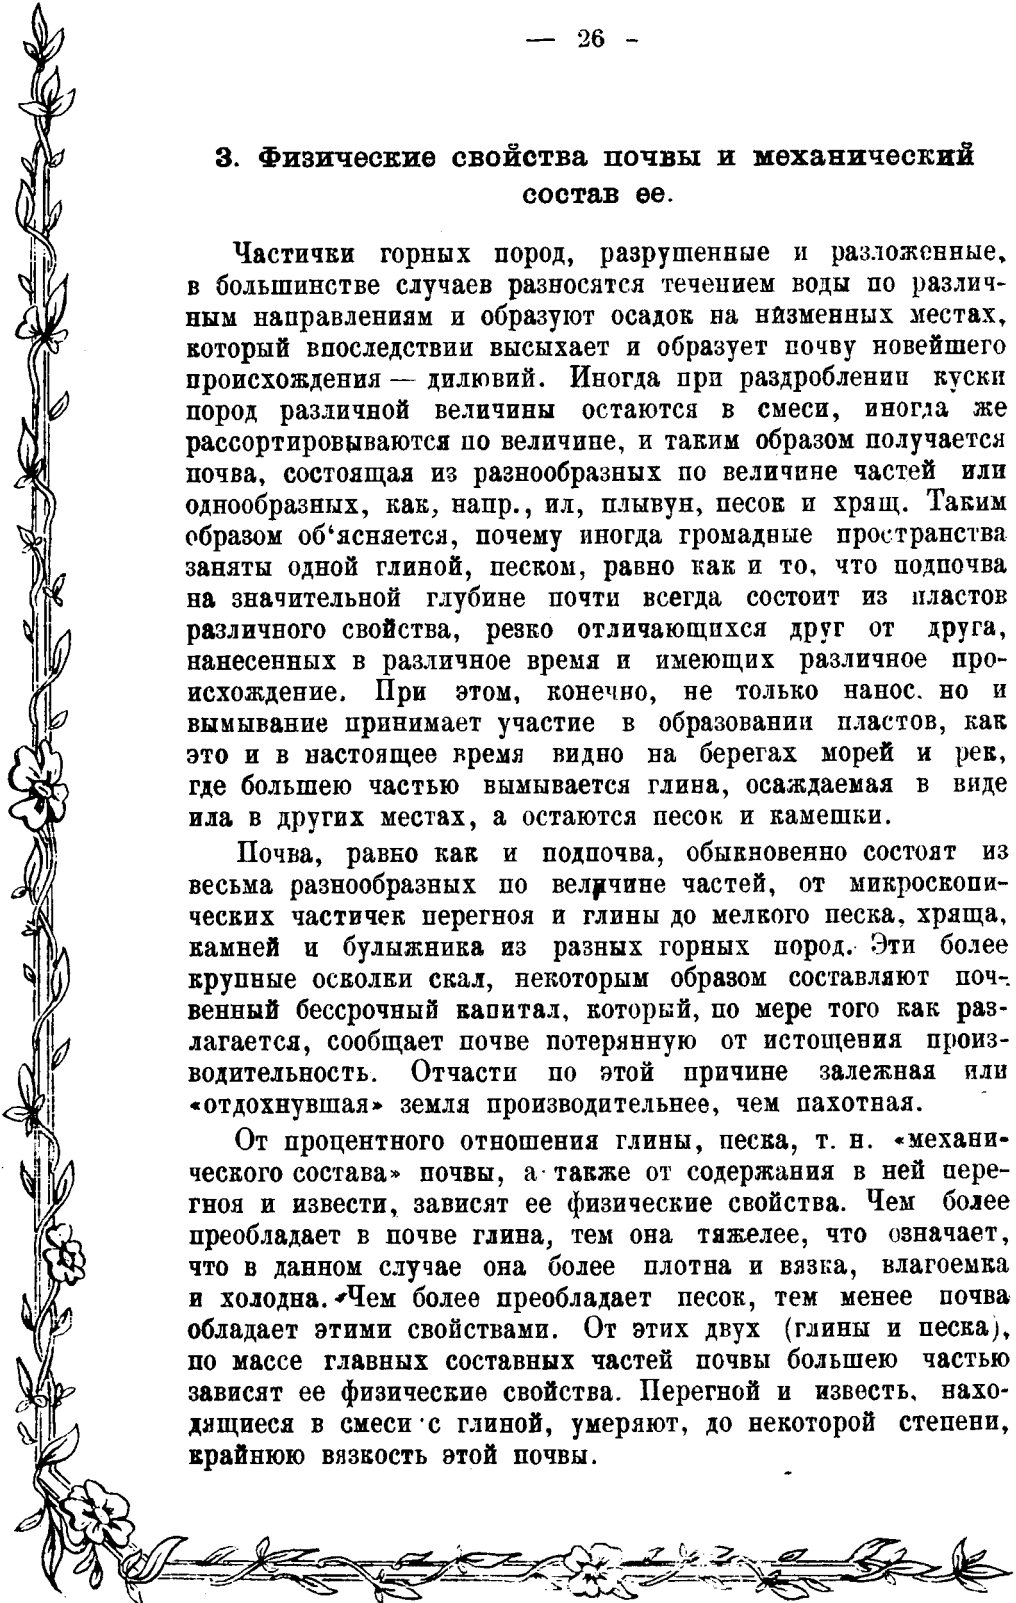 — 26 -
3. Физические свойства почвы и механический
состав ее.
Частички горных пород, разрушенные и разложенные,
в большинстве случаев разносятся течением воды по различ-
ным направлениям и образуют осадок на низменных местах,
который впоследствии высыхает и образует почву новейшего
происхождения — дилювий. Иногда при раздроблении куски
пород различной величины остаются в смеси, иногда же
рассортировываются по величине, и таким образом получается
почва, состоящая из разнообразных по величине частей или
однообразных, как, напр., ил, плывун, песок и хрящ. Таким
образом об‘ясняется, почему иногда громадные пространства
заняты одной глиной, песком, равно как и то, что подпочва
на значительной глубине почти всегда состоит из пластов
различного свойства, резко отличающихся друг от друга,
нанесенных в различное время и имеющих различное про-
исхождение. При этом, конечно, не только нанос. но и
вымывание принимает участие в образовании пластов, как
это и в настоящее время видно на берегах морей и рек,
где большею частью вымывается глина, осаждаемая в виде
ила в других местах, а остаются песок и камешки.
Почва, равно как и подпочва, обыкновенно состоят из
весьма разнообразных по величине частей, от микроскопи-
ческих частичек перегноя и глины до мелкого песка, хряща,
камней и булыжника из разных горных пород. Эти более
крупные осколки скал, некоторым образом составляют поч-
венный бессрочный капитал, который, по мере того как раз-
лагается, сообщает почве потерянную от истощения произ-
водительность. Отчасти по этой причине залежная или
«отдохнувшая» земля производительнее, чем пахотная.
От процентного отношения глины, песка, т. н. «механи-
ческого состава» почвы, а также от содержания в ней пере-
гноя и извести, зависят ее физические свойства. Чем более
преобладает в почве глина, тем она тяжелее, что означает,
что в данном случае она более плотна и вязка, влагоемка
и холодна. Чем более преобладает песок, тем менее почва
обладает этими свойствами. От этих двух (глины и песка),
по массе главных составных частей почвы большею частью
зависят ее физические свойства. Перегной и известь, нахо-
дящиеся в смеси с глиной, умеряют, до некоторой степени,
крайнюю вязкость этой почвы.